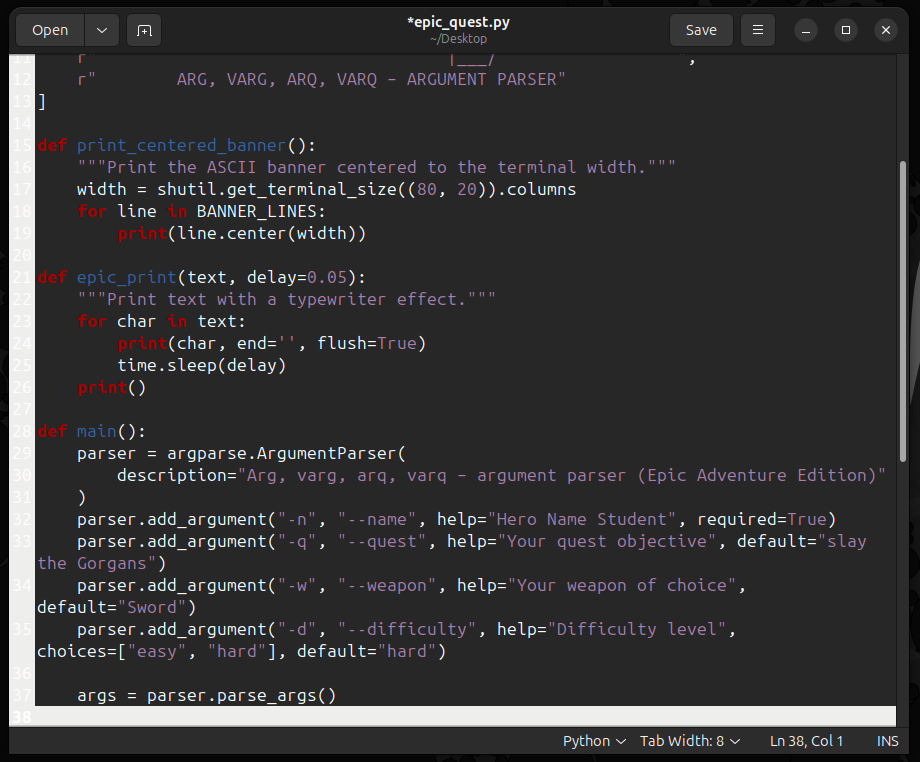 Open
*epic_quest.py
~/Desktop
Save
11 r" |___/ ",
12     r"        ARG, VARG, ARQ, VARQ – ARGUMENT PARSER"
13 ]
14
15 def print_centered_banner():
16     """Print the ASCII banner centered to the terminal width."""
17     width = shutil.get_terminal_size((80, 20)).columns
18     for line in BANNER_LINES:
19         print(line.center(width))
20
21 def epic_print(text, delay=0.05):
22     """Print text with a typewriter effect."""
23     for char in text:
24         print(char, end='', flush=True)
25         time.sleep(delay)
26     print()
27
28 def main():
29     parser = argparse.ArgumentParser(
30         description="Arg, varg, arq, varq – argument parser (Epic Adventure Edition)"
31     )
32     parser.add_argument("-n", "--name", help="Hero Name Student", required=True)
33     parser.add_argument("-q", "--quest", help="Your quest objective", default="slay
the Gorgans")
34     parser.add_argument("-w", "--weapon", help="Your weapon of choice",
default="Sword")
35     parser.add_argument("-d", "--difficulty", help="Difficulty level",
choices=["easy", "hard"], default="hard")
36
37     args = parser.parse_args()
38
Python Tab Width: 8 Ln 38, Col 1 INS